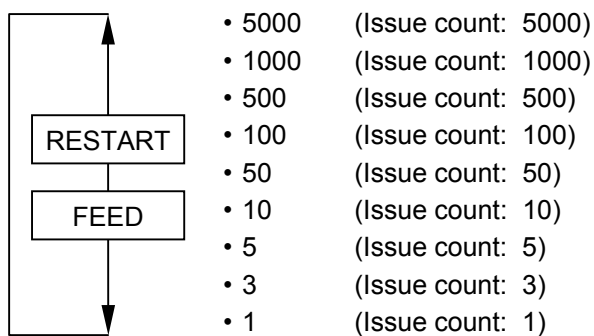 • 5000 (Issue count: 5000)
• 1000 (Issue count: 1000)
• 500 (Issue count: 500)
RESTART
• 100 (Issue count: 100)
• 50 (Issue count: 50)
FEED
• 10 (Issue count: 10)
• 5 (Issue count: 5)
• 3 (Issue count: 3)
• 1 (Issue count: 1)